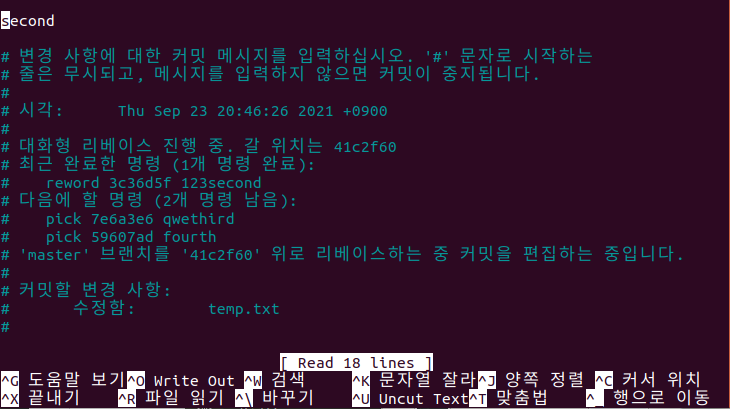 second
# 변경 사항에 대한 커밋 메시지를 입력하십시오. '#' 문자로 시작하는
# 줄은 무시되고, 메시지를 입력하지 않으면 커밋이 중지됩니다.
#
# 시각:      Thu Sep 23 20:46:26 2021 +0900
#
# 대화형 리베이스 진행 중. 갈 위치는 41c2f60
# 최근 완료한 명령 (1개 명령 완료):
#    reword 3c36d5f 123second
# 다음에 할 명령 (2개 명령 남음):
#    pick 7e6a3e6 qwethird
#    pick 59607ad fourth
# 'master' 브랜치를 '41c2f60' 위로 리베이스하는 중 커밋을 편집하는 중입니다.
#
# 커밋할 변경 사항:
#       수정함:        temp.txt
#
[ Read 18 lines ]
^G 도움말 보기^O Write Out ^W 검색 ^K 문자열 잘라^J 양쪽 정렬 ^C 커서 위치
^X 끝내기 ^R 파일 읽기 ^\ 바꾸기 ^U Uncut Text^T 맞춤법 ^_ 행으로 이동